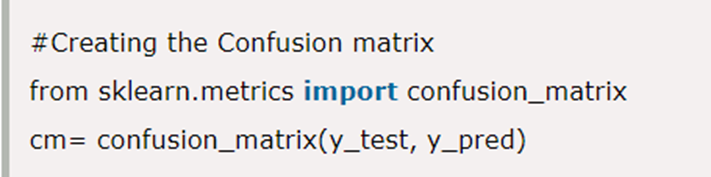 #Creating the Confusion matrix
from sklearn.metrics import confusion_matrix
cm= confusion_matrix(y_test, y_pred)